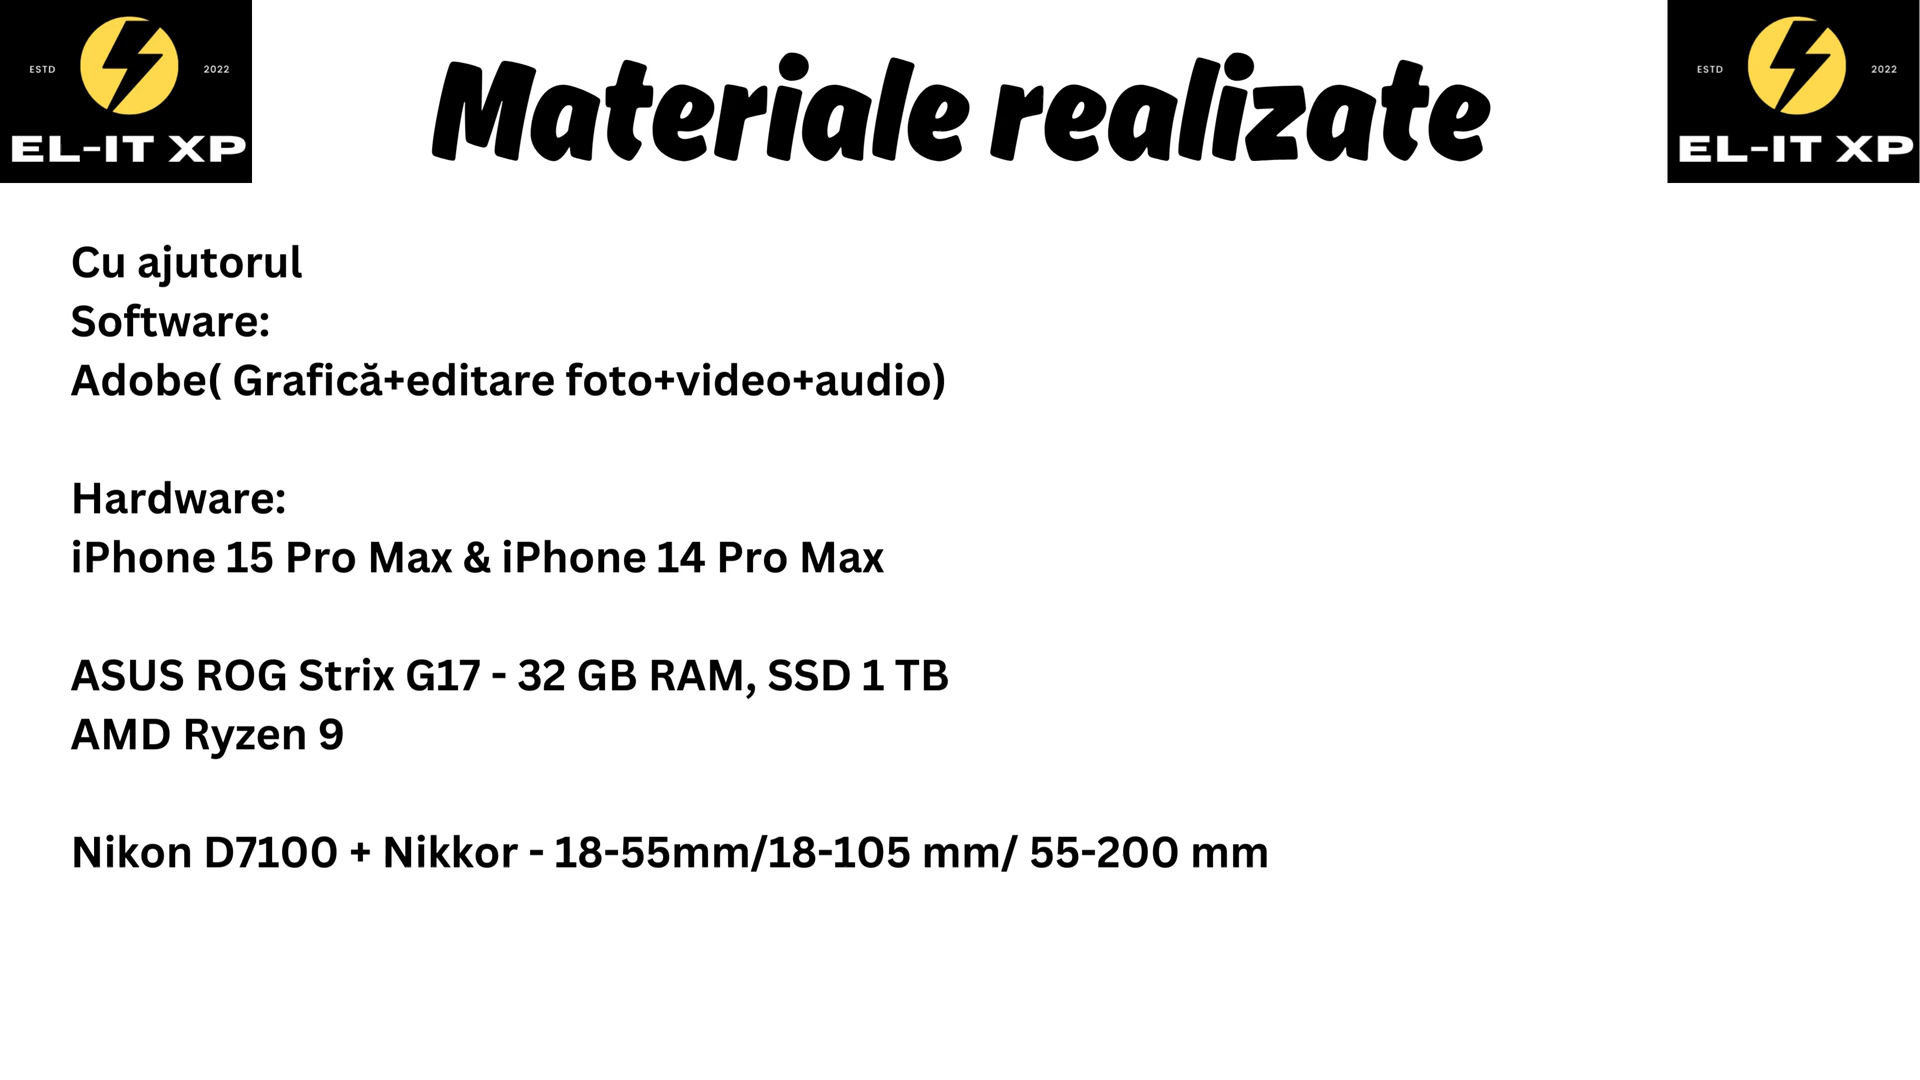 ESTD 2022
EL-IT XP
Materiale realizate
ESTD 2022
EL-IT XP
Cu ajutorul
Software:
Adobe( Grafică+editare foto+video+audio)
Hardware:
iPhone 15 Pro Max & iPhone 14 Pro Max
ASUS ROG Strix G17 - 32 GB RAM, SSD 1 TB
AMD Ryzen 9
Nikon D7100 + Nikkor - 18-55mm/18-105 mm/ 55-200 mm